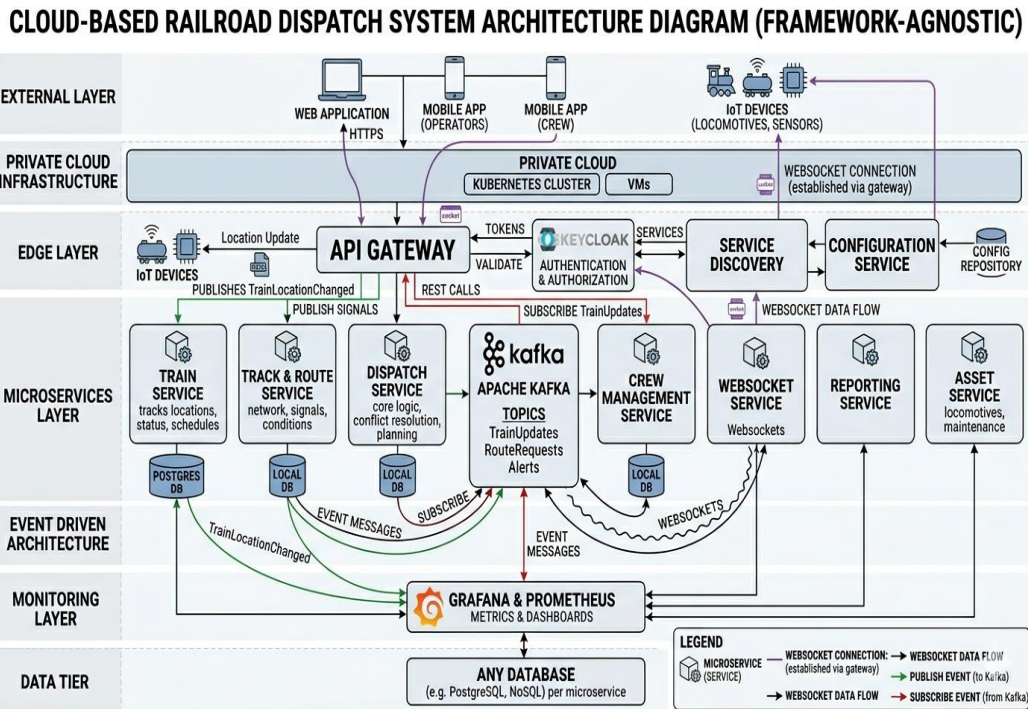 CLOUD-BASED RAILROAD DISPATCH SYSTEM ARCHITECTURE DIAGRAM (FRAMEWORK-AGNOSTIC)
EXTERNAL LAYER
WEB APPLICATION
HTTPS
MOBILE APP
(OPERATORS)
MOBILE APP
(CREW)
IoT DEVICES
(LOCOMOTIVES, SENSORS)
PRIVATE CLOUD
INFRASTRUCTURE
PRIVATE CLOUD
KUBERNETES CLUSTER
VMs
WEBSOCKET CONNECTION
(established via gateway)
EDGE LAYER
IoT DEVICES
Location Update
API GATEWAY
socket
TOKENS
VALIDATE
KEYCLOAK
AUTHENTICATION
& AUTHORIZATION
SERVICES
SERVICE
DISCOVERY
CONFIGURATION
SERVICE
CONFIG
REPOSITORY
PUBLISHES TrainLocationChanged
PUBLISH SIGNALS
REST CALLS
SUBSCRIBE TrainUpdates
WEBSOCKET DATA FLOW
MICROSERVICES
LAYER
TRAIN
SERVICE
tracks locations,
status, schedules
TRACK & ROUTE
SERVICE
network, signals,
conditions
DISPATCH
SERVICE
core logic,
conflict resolution,
planning
kafka
APACHE KAFKA
TOPICS
TrainUpdates
RouteRequests
Alerts
CREW
MANAGEMENT
SERVICE
WEBSOCKET
SERVICE
Websockets
REPORTING
SERVICE
ASSET
SERVICE
locomotives,
maintenance
POSTGRES
DB
LOCAL
DB
LOCAL
DB
LOCAL
DB
EVENT DRIVEN
ARCHITECTURE
TrainLocationChanged
EVENT MESSAGES
SUBSCRIBE
EVENT
MESSAGES
WEBSOCKETS
MONITORING
LAYER
GRAFANA & PROMETHEUS
METRICS & DASHBOARDS
DATA TIER
ANY DATABASE
(e.g. PostgreSQL, NoSQL) per microservice
LEGEND
MICROSERVICE
(SERVICE)
WEBSOCKET CONNECTION:
(established via gateway)
WEBSOCKET DATA FLOW
WEBSOCKET DATA FLOW
PUBLISH EVENT (to Kafka)
SUBSCRIBE EVENT (from Kafka)